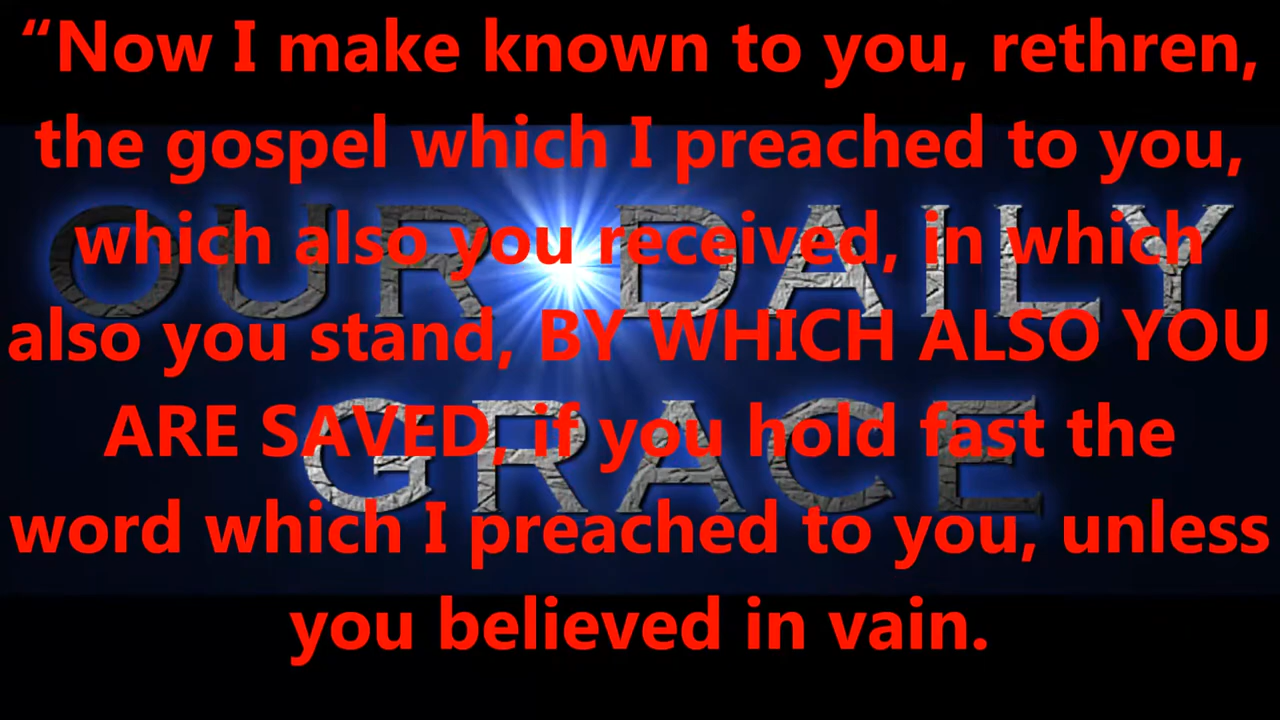 “Now I make known to you, rethren,
the gospel which I preached to you,
which also you received, in which
also you stand, BY WHICH ALSO YOU
ARE SAVED, if you hold fast the
word which I preached to you, unless
you believed in vain.
OUR DAILY
GRACE